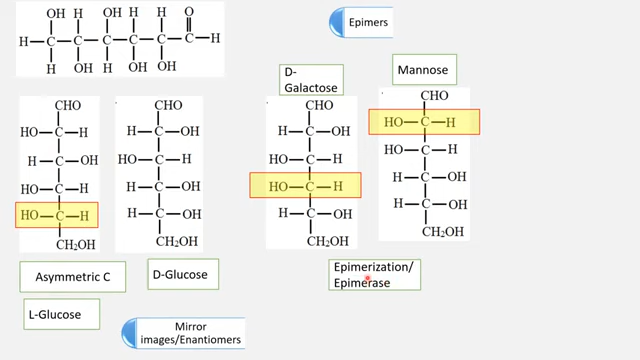 OH H OH H H O
H—C—C—C—C—C—C—H
H OH H OH OH
Epimers
D-
Galactose
Mannose
CHO
HO—C—H
H—C—OH
HO—C—H
HO—C—H
CH₂OH
CHO
H—C—OH
HO—C—H
H—C—OH
H—C—OH
CH₂OH
CHO
H—C—OH
HO—C—H
HO—C—H
H—C—OH
CH₂OH
CHO
HO—C—H
HO—C—H
H—C—OH
H—C—OH
CH₂OH
Asymmetric C
D-Glucose
Epimerization/
Epimerase
L-Glucose
Mirror
images/Enantiomers